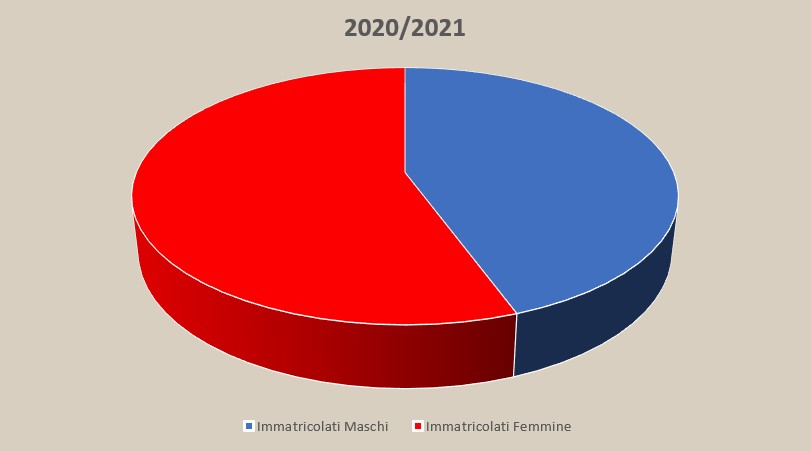 2020/2021
Immatricolati Maschi
Immatricolati Femmine